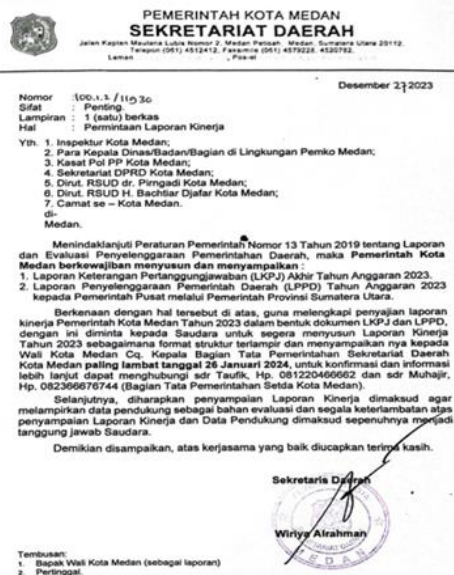 PEMERINTAH KOTA MEDAN
SEKRETARIAT DAERAH
Jalan Kapten Maulana Lubis Nomor 2, Medan Petisah, Medan, Sumatera Utara 20112,
Telepon (061) 4512412, Faksimile (061) 4579228, 4520782,
Laman , Pos-el
Desember 27 2023
Nomor : 100.1.2/11930
Sifat : Penting.
Lampiran : 1 (satu) berkas
Hal : Permintaan Laporan Kinerja
Yth. 1. Inspektur Kota Medan;
2. Para Kepala Dinas/Badan/Bagian di Lingkungan Pemko Medan;
3. Kasat Pol PP Kota Medan;
4. Sekretariat DPRD Kota Medan;
5. Dirut. RSUD dr. Pirngadi Kota Medan;
6. Dirut. RSUD H. Bachtiar Djafar Kota Medan;
7. Camat se – Kota Medan.
di-
Medan.
Menindaklanjuti Peraturan Pemerintah Nomor 13 Tahun 2019 tentang Laporan
dan Evaluasi Penyelenggaraan Pemerintahan Daerah, maka Pemerintah Kota
Medan berkewajiban menyusun dan menyampaikan :
1. Laporan Keterangan Pertanggungjawaban (LKPJ) Akhir Tahun Anggaran 2023.
2. Laporan Penyelenggaraan Pemerintah Daerah (LPPD) Tahun Anggaran 2023
kepada Pemerintah Pusat melalui Pemerintah Provinsi Sumatera Utara.
Berkenaan dengan hal tersebut di atas, guna melengkapi penyajian laporan
kinerja Pemerintah Kota Medan Tahun 2023 dalam bentuk dokumen LKPJ dan LPPD,
dengan ini diminta kepada Saudara untuk segera menyusun Laporan Kinerja
Tahun 2023 sebagaimana format struktur terlampir dan menyampaikan nya kepada
Wali Kota Medan Cq. Kepala Bagian Tata Pemerintahan Sekretariat Daerah
Kota Medan paling lambat tanggal 26 Januari 2024, untuk konfirmasi dan informasi
lebih lanjut dapat menghubungi sdr Taufik, Hp. 081220466662 dan sdr Muhajir,
Hp. 082366676744 (Bagian Tata Pemerintahan Setda Kota Medan).
Selanjutnya, diharapkan penyampaian Laporan Kinerja dimaksud agar
melampirkan data pendukung sebagai bahan evaluasi dan segala keterlambatan atas
penyampaian Laporan Kinerja dan Data Pendukung dimaksud sepenuhnya menjadi
tanggung jawab Saudara.
Demikian disampaikan, atas kerjasama yang baik diucapkan terima kasih.
Sekretaris Daerah
Wiriya Alrahman
MEDAN
Tembusan:
1. Bapak Wali Kota Medan (sebagai laporan)
2. Pertinggal.